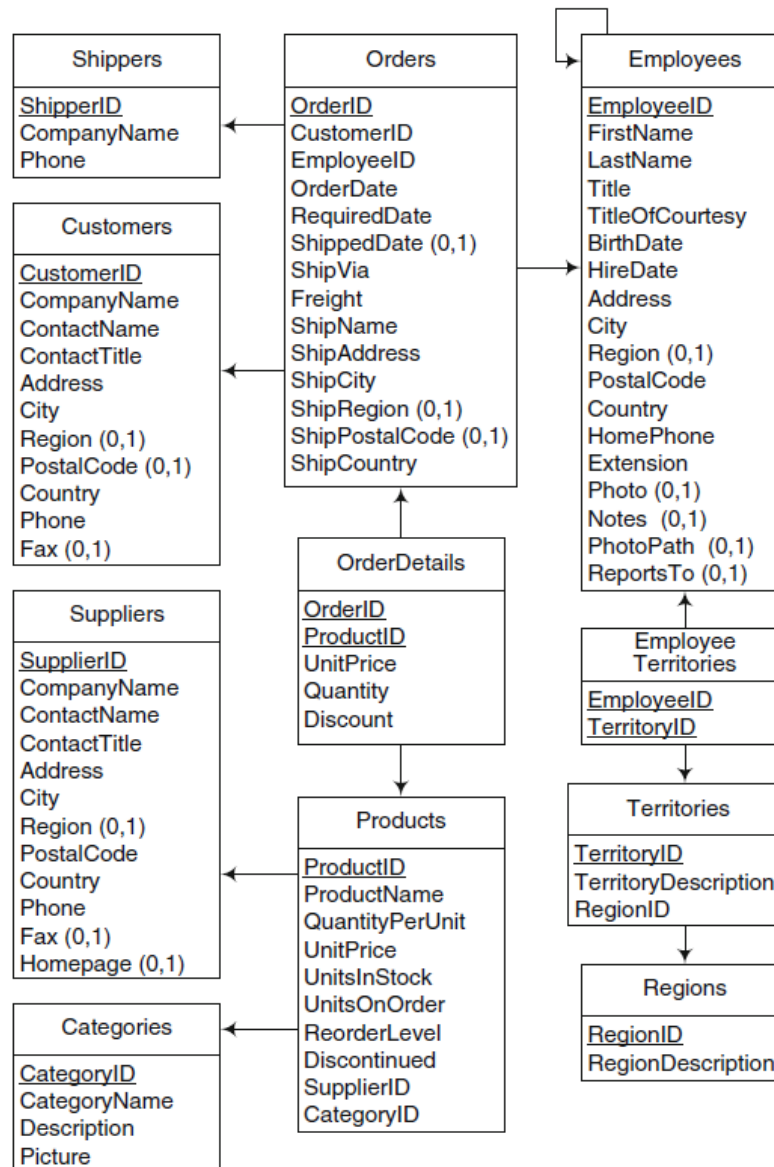 Shippers
ShipperID
CompanyName
Phone
Customers
CustomerID
CompanyName
ContactName
ContactTitle
Address
City
Region (0,1)
PostalCode (0,1)
Country
Phone
Fax (0,1)
Suppliers
SupplierID
CompanyName
ContactName
ContactTitle
Address
City
Region (0,1)
PostalCode
Country
Phone
Fax (0,1)
Homepage (0,1)
Categories
CategoryID
CategoryName
Description
Picture
Orders
OrderID
CustomerID
EmployeeID
OrderDate
RequiredDate
ShippedDate (0,1)
ShipVia
Freight
ShipName
ShipAddress
ShipCity
ShipRegion (0,1)
ShipPostalCode (0,1)
ShipCountry
OrderDetails
OrderID
ProductID
UnitPrice
Quantity
Discount
Products
ProductID
ProductName
QuantityPerUnit
UnitPrice
UnitsInStock
UnitsOnOrder
ReorderLevel
Discontinued
SupplierID
CategoryID
Employees
EmployeeID
FirstName
LastName
Title
TitleOfCourtesy
BirthDate
HireDate
Address
City
Region (0,1)
PostalCode
Country
HomePhone
Extension
Photo (0,1)
Notes (0,1)
PhotoPath (0,1)
ReportsTo (0,1)
Employee
Territories
EmployeeID
TerritoryID
Territories
TerritoryID
TerritoryDescription
RegionID
Regions
RegionID
RegionDescription